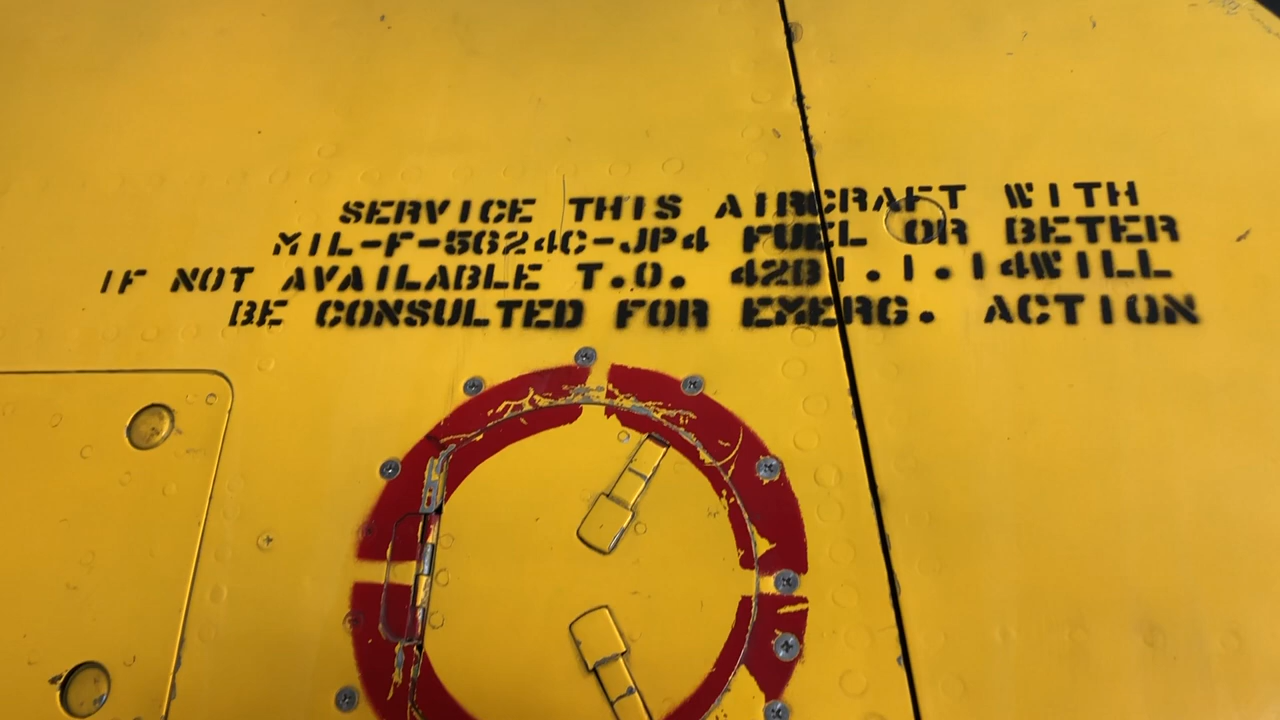 SERVICE THIS AIRCRAFT WITH
MIL-F-5624C-JP4 FUEL OR BETER
IF NOT AVAILABLE T.O. 42B1.1.14WILL
BE CONSULTED FOR EMERG. ACTION